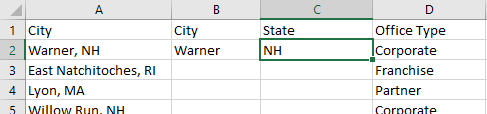 A B C D
1 City City State Office Type
2 Warner, NH Warner NH Corporate
3 East Natchitoches, RI Franchise
4 Lyon, MA Partner
5 Willow Run, NH Corporate